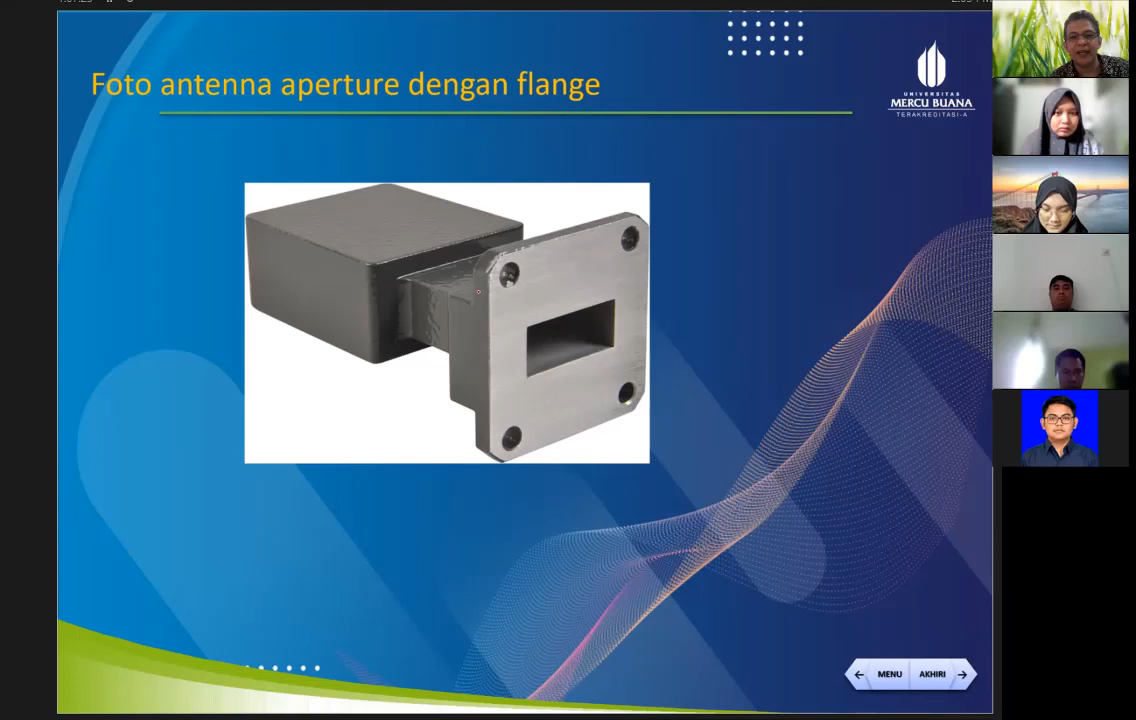 Foto antenna aperture dengan flange
UNIVERSITAS
MERCU BUANA
TERAKREDITASI-A
MENU AKHIRI